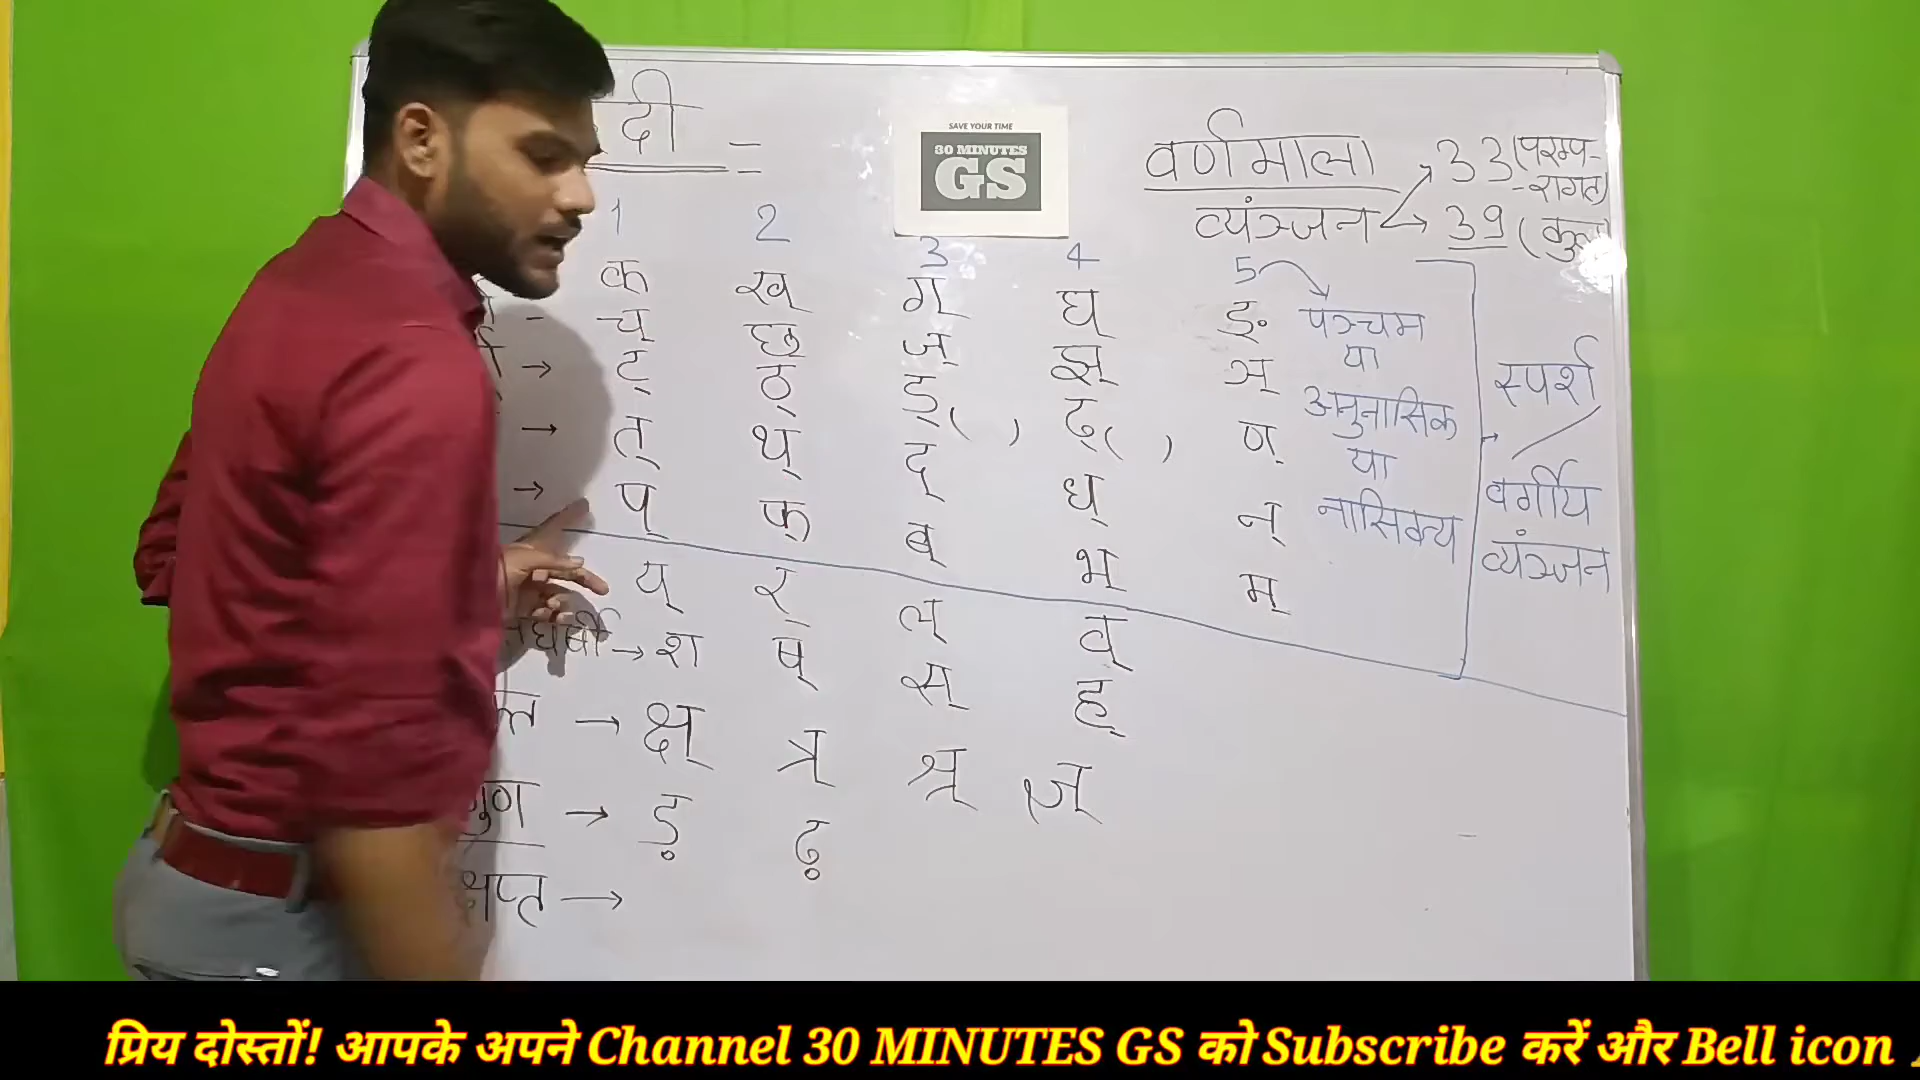 दी =
SAVE YOUR TIME
30 MINUTES
GS
वर्णमाला → 33 (परम्प-
-रागत)
व्यंञ्जन → 39 (कुल)
1 2 3 4 5
क ख् ग् घ् ङ्
च् छ् ज् झ् ञ्
→ ट् ठ् ड्( ) ढ्( ) ण्
→ त् थ् द् ध् न्
→ प् फ् ब् भ् म्
पंञ्चम
या
अनुनासिक
या
नासिक्य
स्पर्श
वर्गीय
व्यंञ्जन
य् र् ल् व्
घर्षी → श ष् स् ह्
→ क्ष् त्र् श्र् ज्ञ्
गुण → ड़ ढ़
क्षिप्त →
प्रिय दोस्तों! आपके अपने Channel 30 MINUTES GS को Subscribe करें और Bell icon